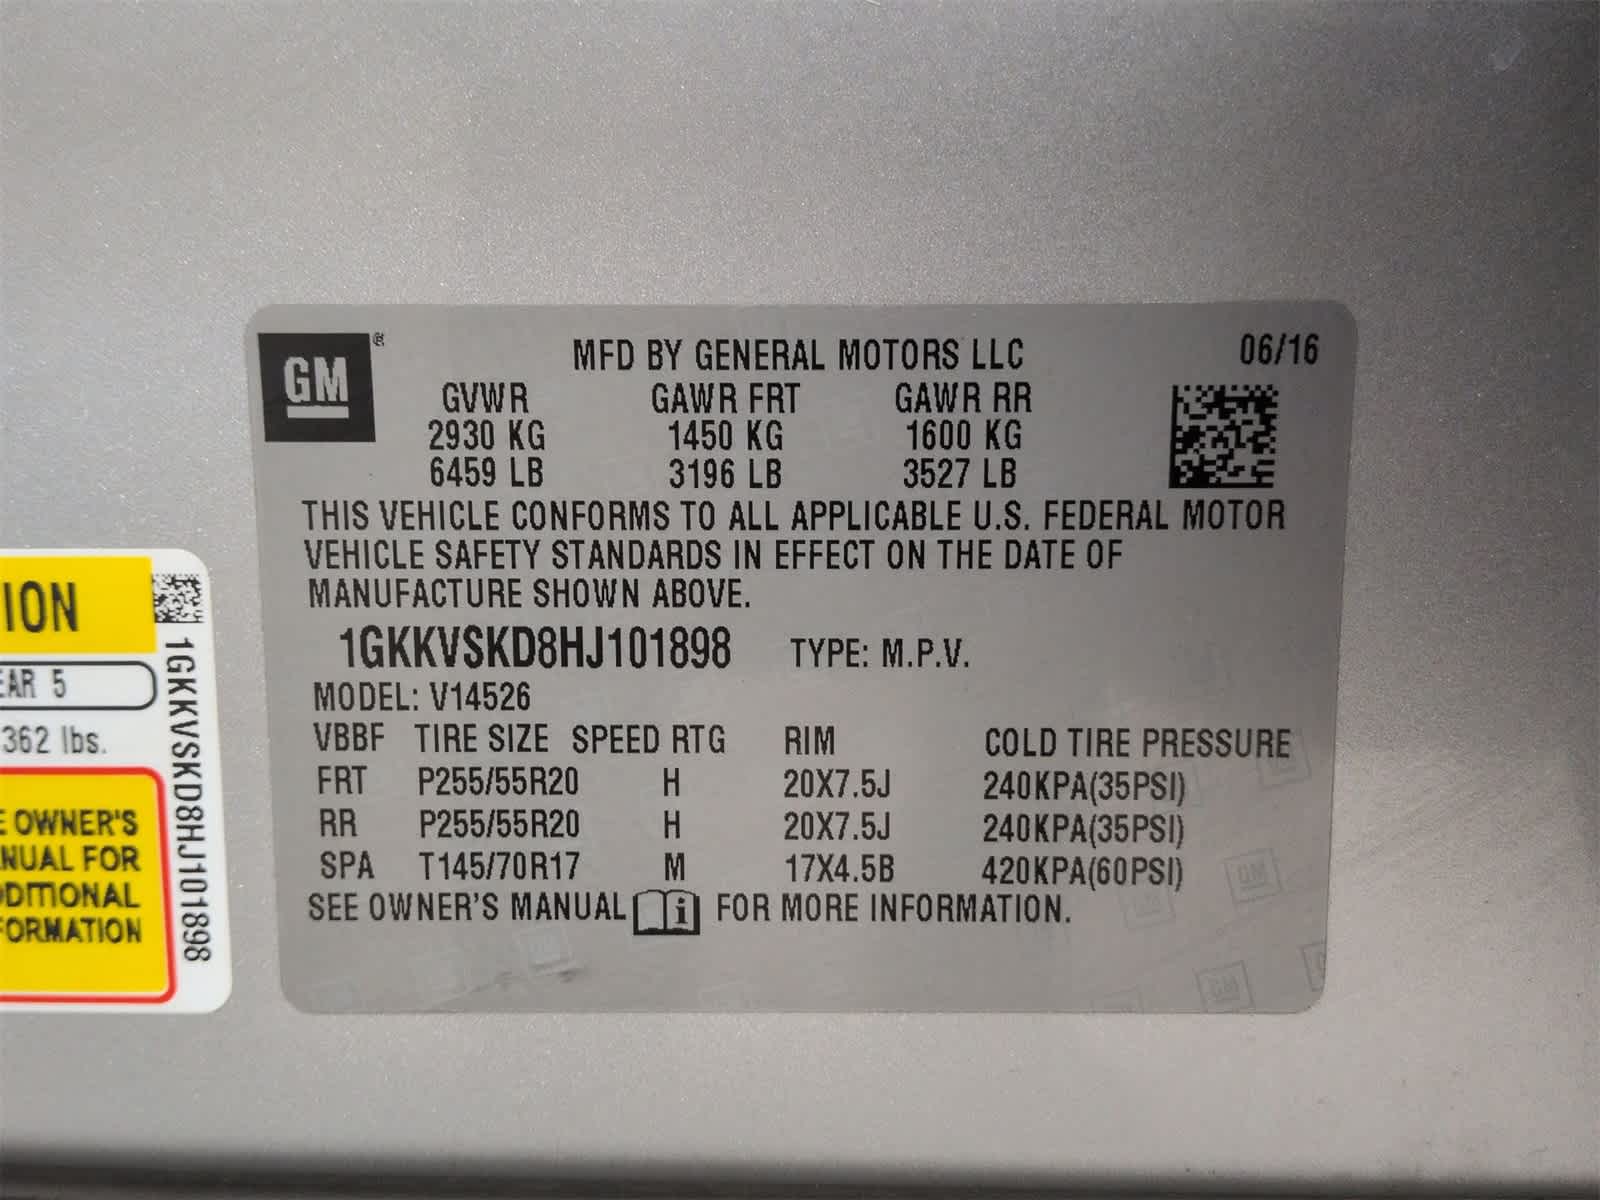 GM ®
MFD BY GENERAL MOTORS LLC 06/16
GVWR GAWR FRT GAWR RR
2930 KG 1450 KG 1600 KG
6459 LB 3196 LB 3527 LB
THIS VEHICLE CONFORMS TO ALL APPLICABLE U.S. FEDERAL MOTOR
VEHICLE SAFETY STANDARDS IN EFFECT ON THE DATE OF
MANUFACTURE SHOWN ABOVE.
1GKKVSKD8HJ101898 TYPE: M.P.V.
MODEL: V14526
VBBF TIRE SIZE SPEED RTG RIM COLD TIRE PRESSURE
FRT P255/55R20 H 20X7.5J 240KPA(35PSI)
RR P255/55R20 H 20X7.5J 240KPA(35PSI)
SPA T145/70R17 M 17X4.5B 420KPA(60PSI)
SEE OWNER'S MANUAL i FOR MORE INFORMATION.
ION
EAR 5
362 lbs.
E OWNER'S
NUAL FOR
DDITIONAL
FORMATION
1GKKVSKD8HJ101898
GM
GM